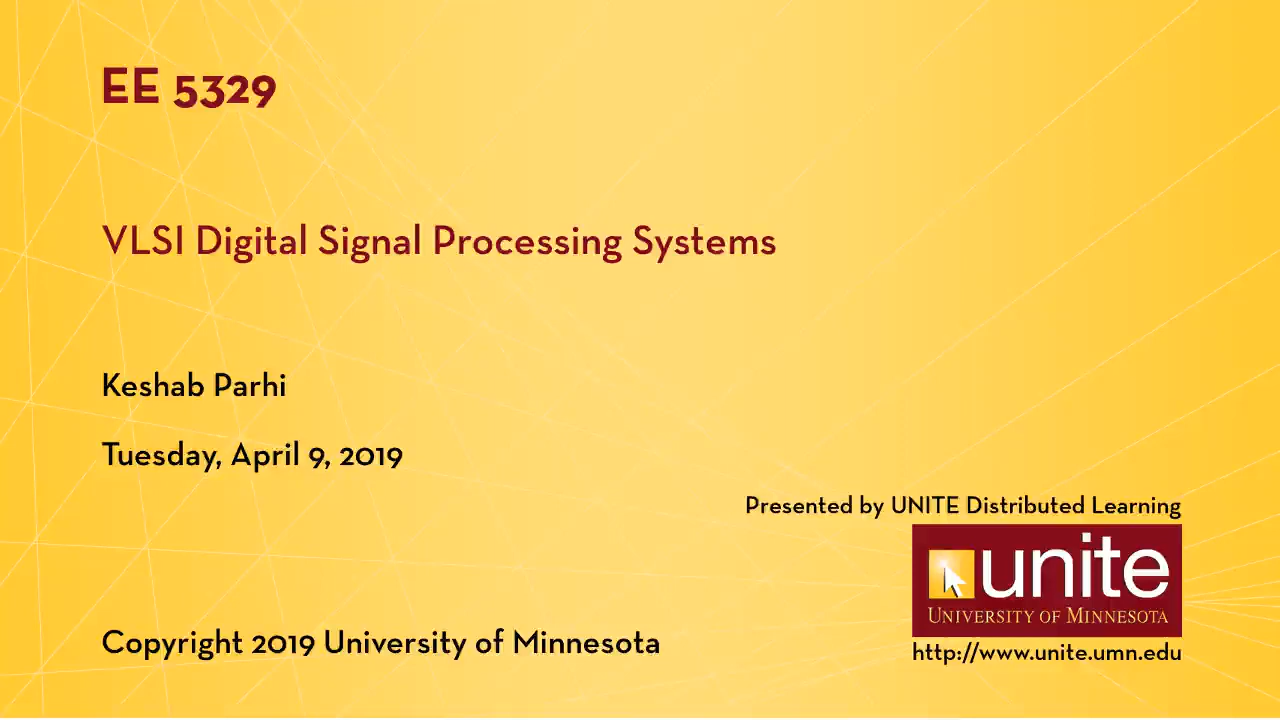 EE 5329
VLSI Digital Signal Processing Systems
Keshab Parhi
Tuesday, April 9, 2019
Presented by UNITE Distributed Learning
unite
UNIVERSITY OF MINNESOTA
Copyright 2019 University of Minnesota
http://www.unite.umn.edu